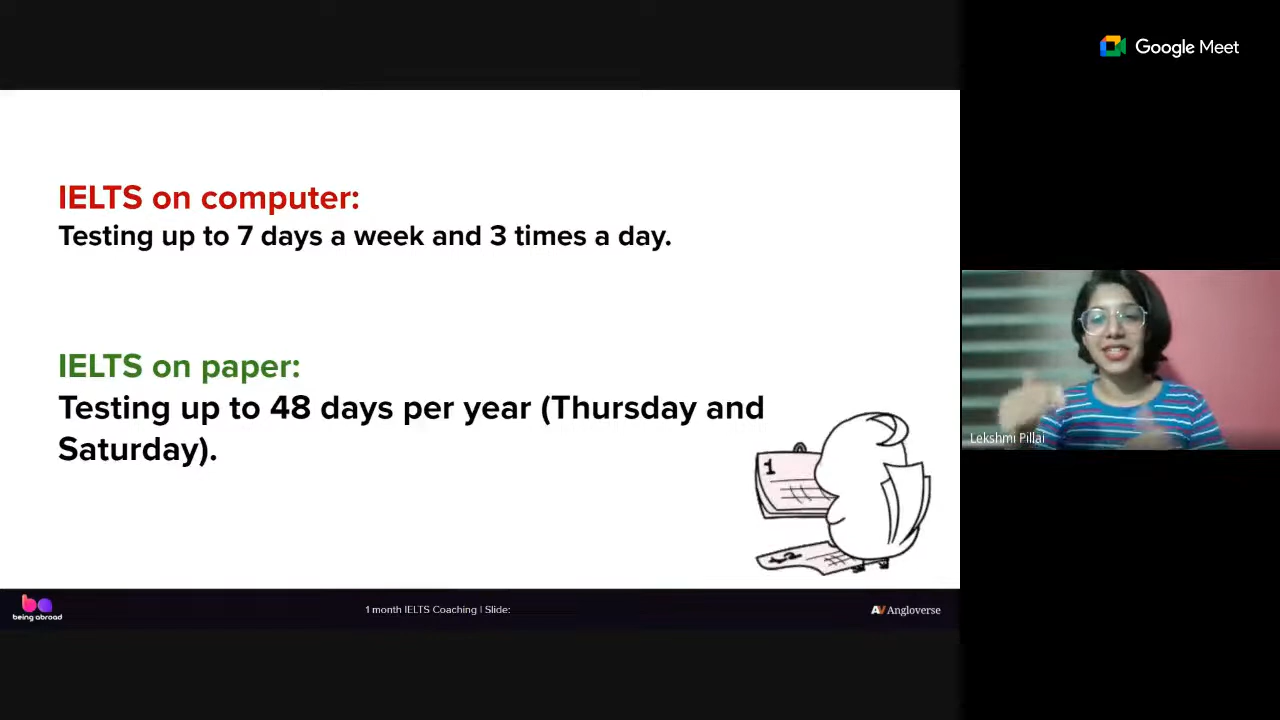 Google Meet
IELTS on computer:
Testing up to 7 days a week and 3 times a day.
IELTS on paper:
Testing up to 48 days per year (Thursday and
Saturday).
1
Lekshmi Pillai
being abroad
1 month IELTS Coaching | Slide:
AV Angloverse